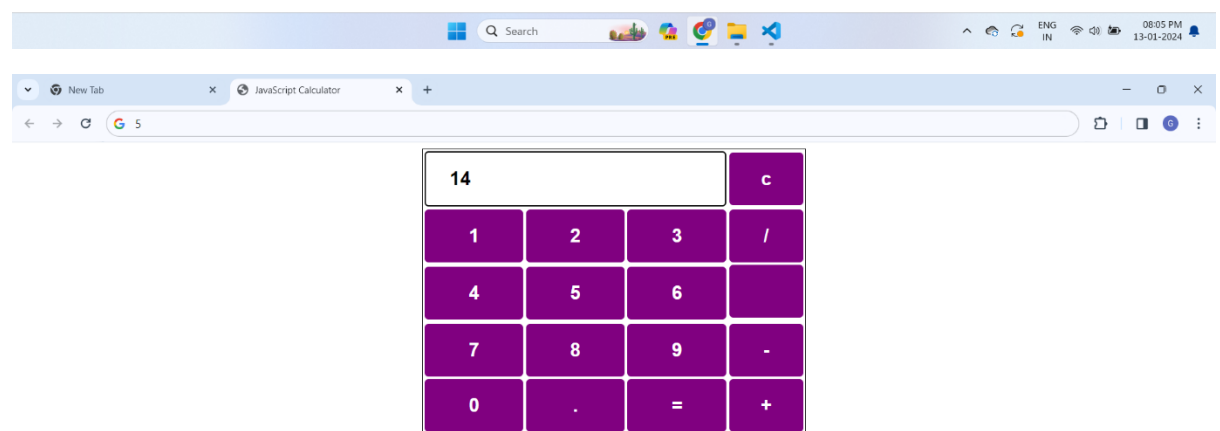 Search
PRE
ENG
IN
08:05 PM
13-01-2024
New Tab
JavaScript Calculator
G 5
G
14
c
1 2 3 /
4 5 6
7 8 9 -
0 . = +